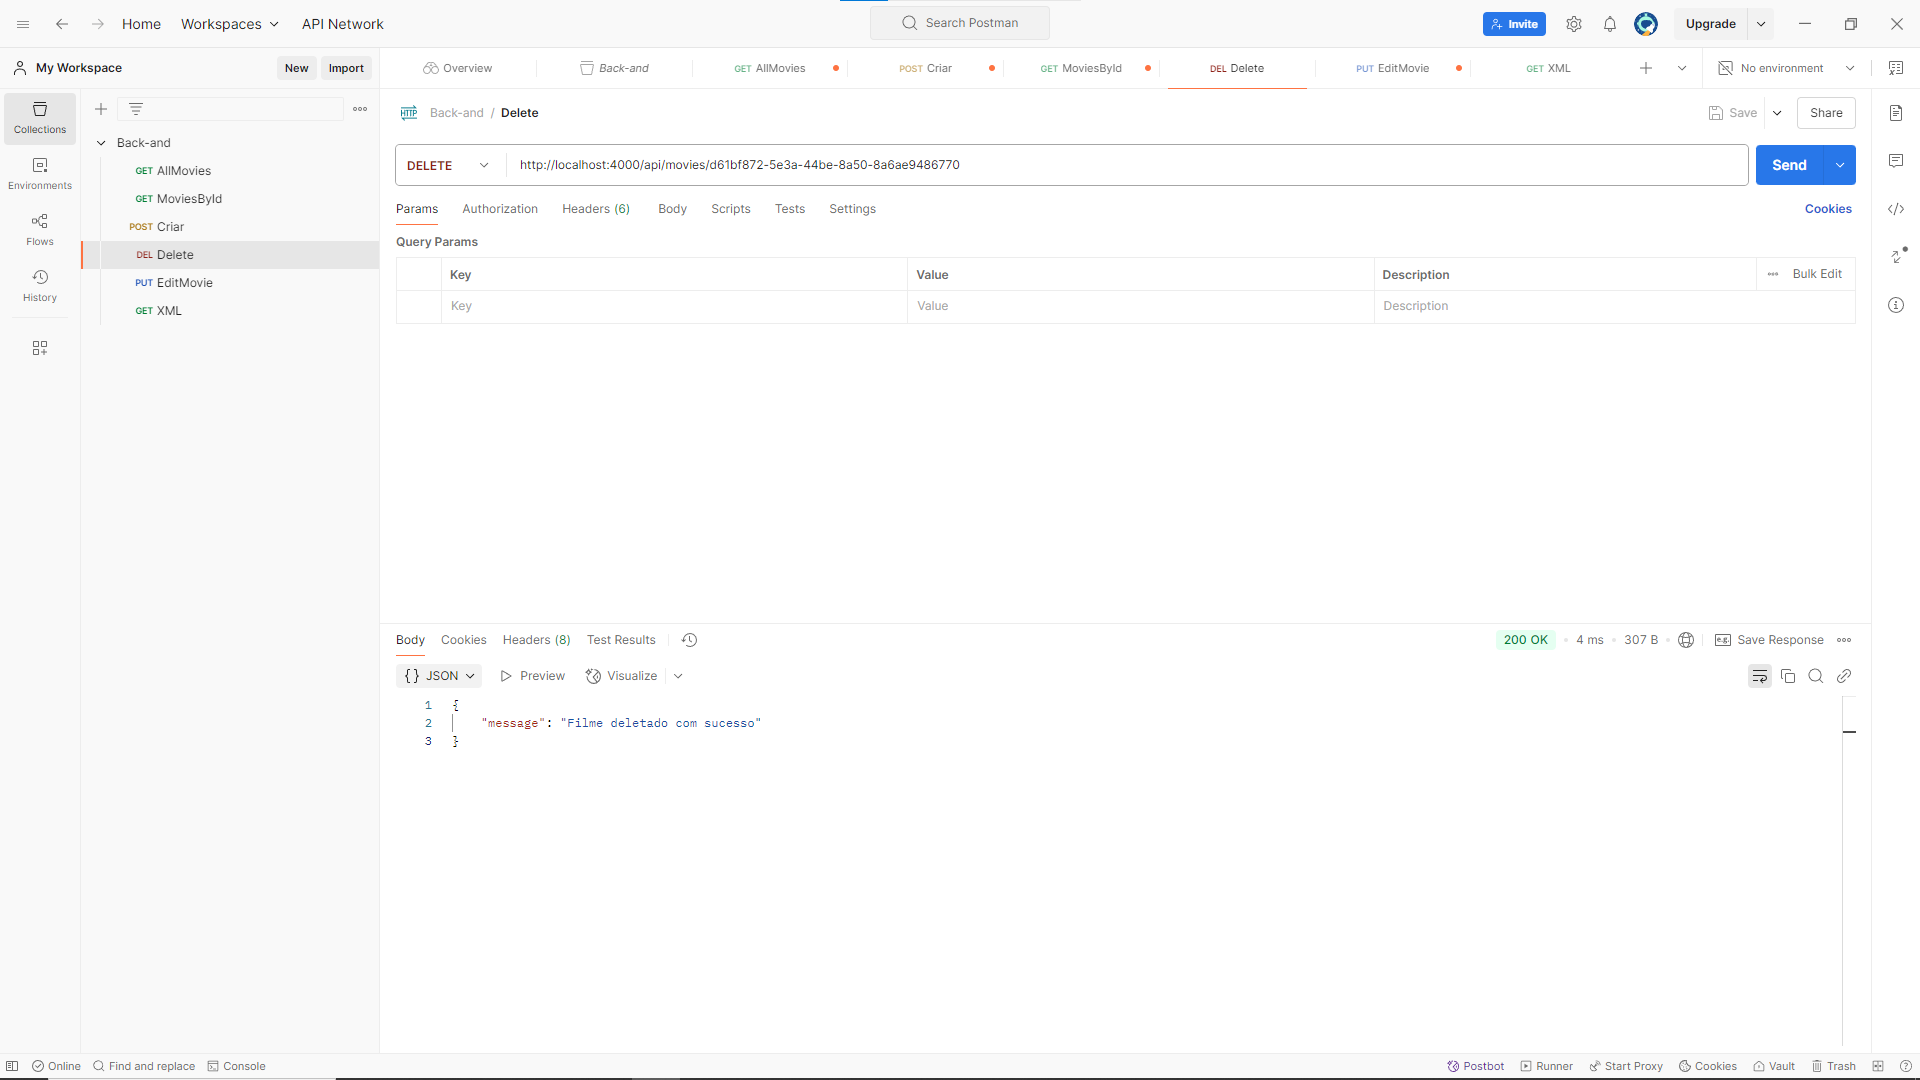 Home
Workspaces
API Network
Search Postman
Invite
Upgrade
My Workspace
New
Import
Overview
Back-and
GET AllMovies
POST Criar
GET MoviesById
DEL Delete
PUT EditMovie
GET XML
No environment
Collections
Environments
Flows
History
Back-and
GET AllMovies
GET MoviesById
POST Criar
DEL Delete
PUT EditMovie
GET XML
HTTP Back-and / Delete
Save
Share
DELETE
http://localhost:4000/api/movies/d61bf872-5e3a-44be-8a50-8a6ae9486770
Send
Params Authorization Headers (6) Body Scripts Tests Settings
Cookies
Query Params
Key Value Description Bulk Edit
Key Value Description
Body Cookies Headers (8) Test Results
200 OK • 4 ms • 307 B •
e.g. Save Response
{} JSON Preview Visualize
1 {
2 "message": "Filme deletado com sucesso"
3 }
Online Find and replace Console
Postbot Runner Start Proxy Cookies Vault Trash